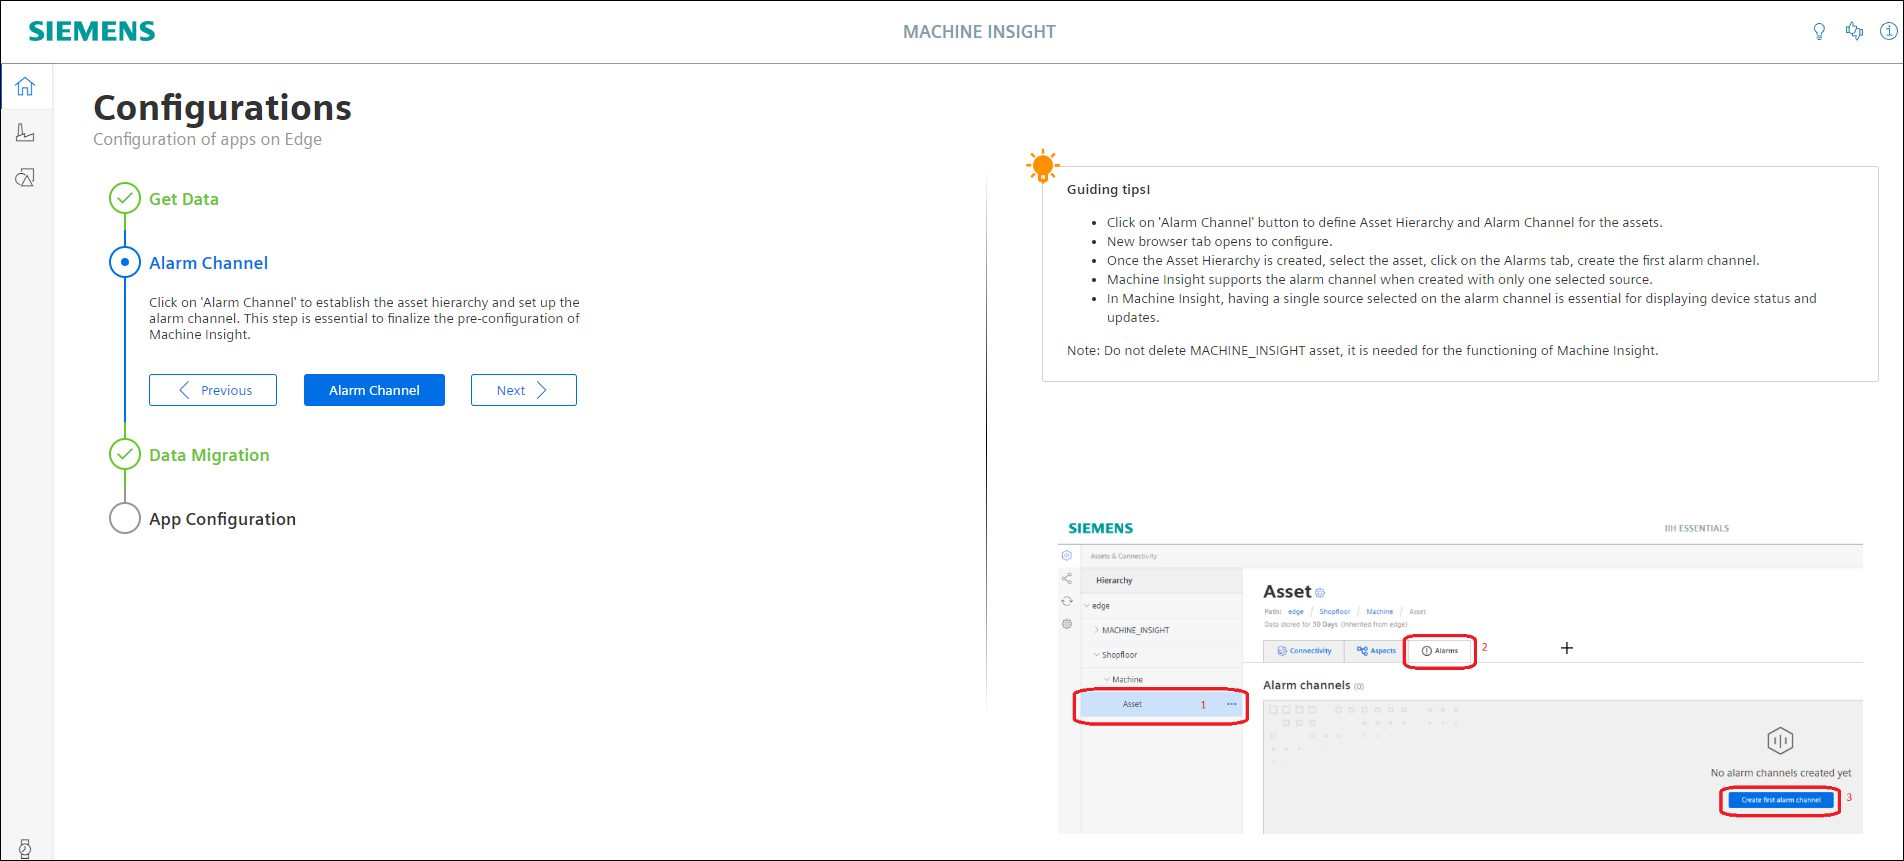 SIEMENS
MACHINE INSIGHT
Configurations
Configuration of apps on Edge
Get Data
Alarm Channel
Click on 'Alarm Channel' to establish the asset hierarchy and set up the
alarm channel. This step is essential to finalize the pre-configuration of
Machine Insight.
Previous
Alarm Channel
Next
Data Migration
App Configuration
Guiding tips!
• Click on 'Alarm Channel' button to define Asset Hierarchy and Alarm Channel for the assets.
• New browser tab opens to configure.
• Once the Asset Hierarchy is created, select the asset, click on the Alarms tab, create the first alarm channel.
• Machine Insight supports the alarm channel when created with only one selected source.
• In Machine Insight, having a single source selected on the alarm channel is essential for displaying device status and
updates.
Note: Do not delete MACHINE_INSIGHT asset, it is needed for the functioning of Machine Insight.
SIEMENS
IIH ESSENTIALS
Assets & Connectivity
Hierarchy
edge
MACHINE_INSIGHT
Shopfloor
Machine
Asset 1 ...
Asset
Path: edge / Shopfloor / Machine / Asset
Data stored for 30 Days (Inherited from edge)
Connectivity
Aspects
Alarms 2
Alarm channels (0)
No alarm channels created yet
Create first alarm channel 3